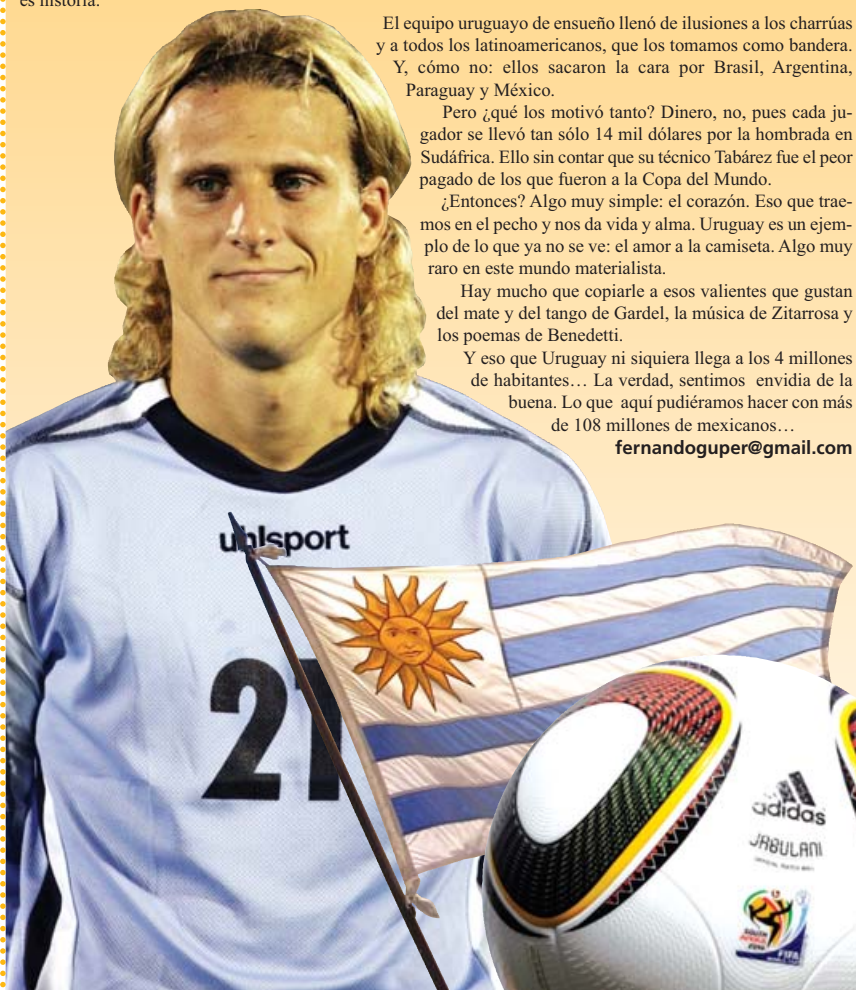 es historia.
El equipo uruguayo de ensueño llenó de ilusiones a los charrúas
y a todos los latinoamericanos, que los tomamos como bandera.
Y, cómo no: ellos sacaron la cara por Brasil, Argentina,
Paraguay y México.
Pero ¿qué los motivó tanto? Dinero, no, pues cada ju-
gador se llevó tan sólo 14 mil dólares por la hombrada en
Sudáfrica. Ello sin contar que su técnico Tabárez fue el peor
pagado de los que fueron a la Copa del Mundo.
¿Entonces? Algo muy simple: el corazón. Eso que trae-
mos en el pecho y nos da vida y alma. Uruguay es un ejem-
plo de lo que ya no se ve: el amor a la camiseta. Algo muy
raro en este mundo materialista.
Hay mucho que copiarle a esos valientes que gustan
del mate y del tango de Gardel, la música de Zitarrosa y
los poemas de Benedetti.
Y eso que Uruguay ni siquiera llega a los 4 millones
de habitantes… La verdad, sentimos envidia de la
buena. Lo que aquí pudiéramos hacer con más
de 108 millones de mexicanos…
fernandoguper@gmail.com
uhlsport
21
adidas
JABULANI
OFFICIAL MATCH BALL
SOUTH
AFRICA
2010
FIFA